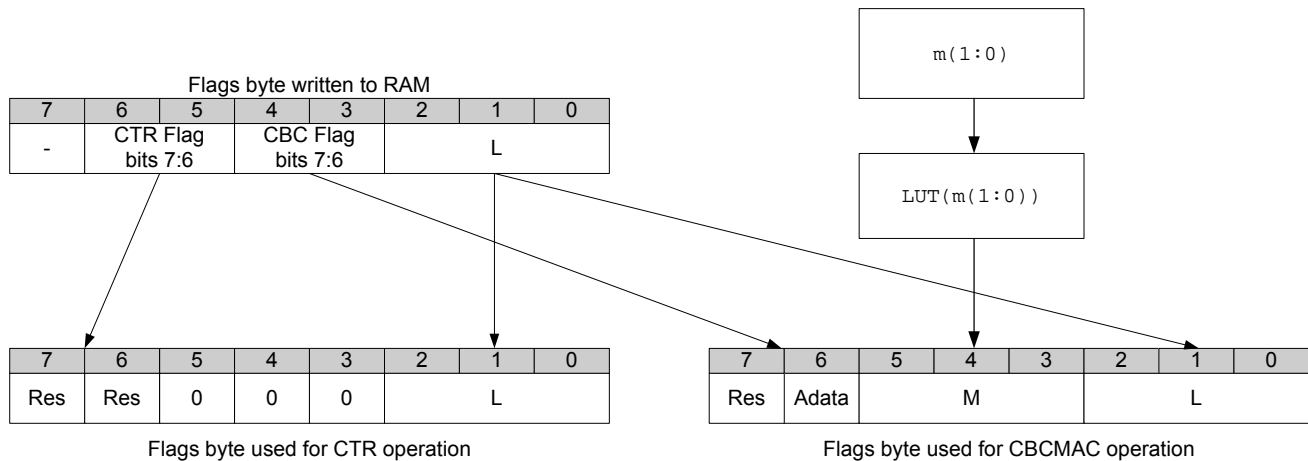 m(1:0)
Flags byte written to RAM
7 6 5 4 3 2 1 0
- CTR Flag bits 7:6 CBC Flag bits 7:6 L
LUT(m(1:0))
7 6 5 4 3 2 1 0
Res Res 0 0 0 L
Flags byte used for CTR operation
7 6 5 4 3 2 1 0
Res Adata M L
Flags byte used for CBCMAC operation